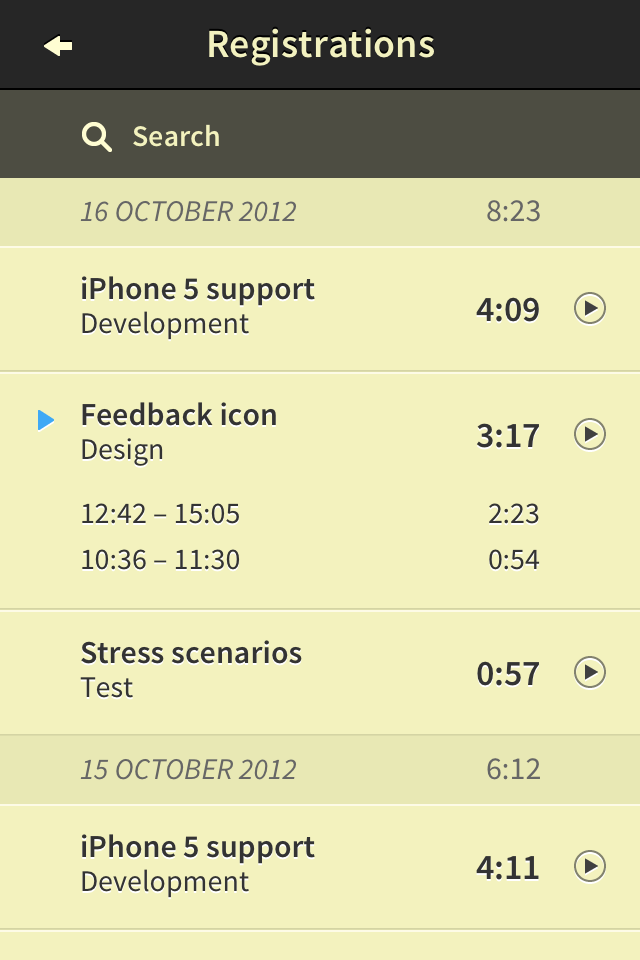 Registrations
Search
16 OCTOBER 2012 8:23
iPhone 5 support
Development
4:09
Feedback icon
Design
3:17
12:42 – 15:05 2:23
10:36 – 11:30 0:54
Stress scenarios
Test
0:57
15 OCTOBER 2012 6:12
iPhone 5 support
Development
4:11